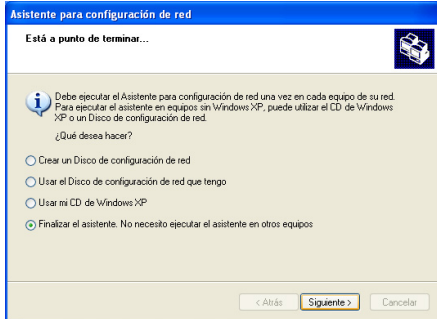 Asistente para configuración de red
Está a punto de terminar...
Debe ejecutar el Asistente para configuración de red una vez en cada equipo de su red.
Para ejecutar el asistente en equipos sin Windows XP, puede utilizar el CD de Windows
XP o un Disco de configuración de red.
¿Qué desea hacer?
Crear un Disco de configuración de red
Usar el Disco de configuración de red que tengo
Usar mi CD de Windows XP
Finalizar el asistente. No necesito ejecutar el asistente en otros equipos
< Atrás
Siguiente >
Cancelar